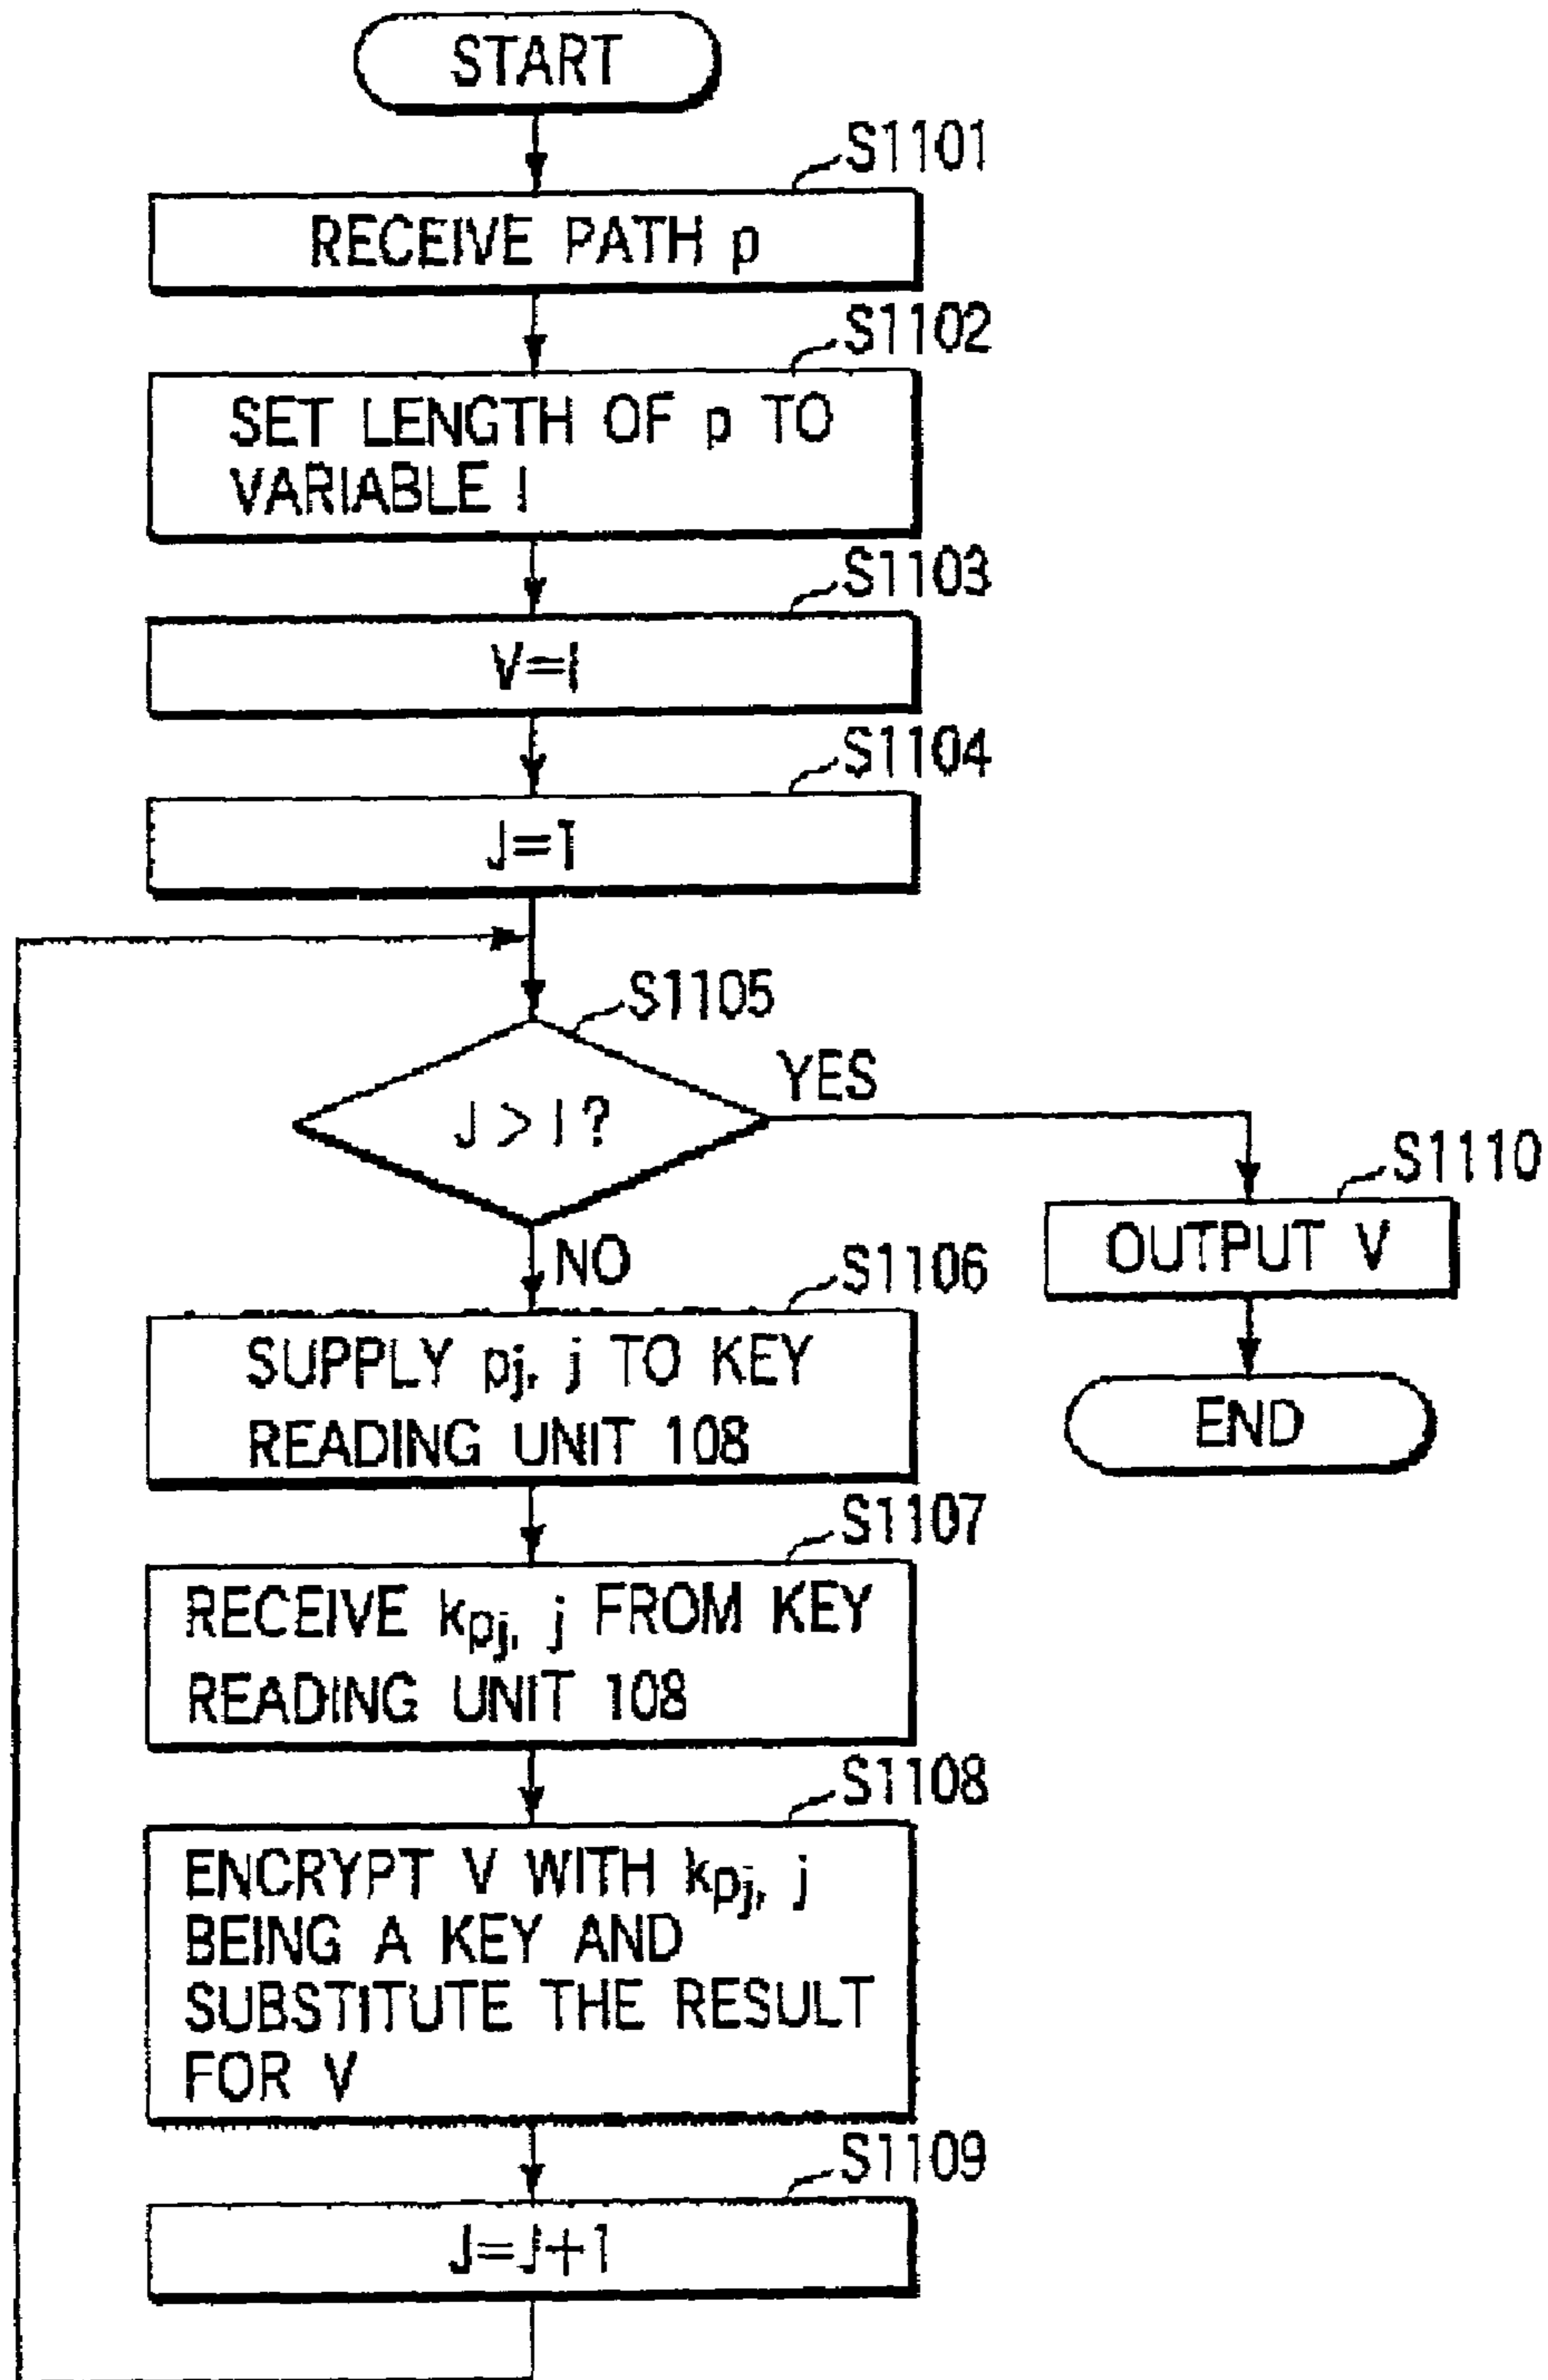 START
S1101
RECEIVE PATH p
S1102
SET LENGTH OF p TO
VARIABLE l
S1103
V=l
S1104
J=1
S1105
J>l?
YES
S1110
OUTPUT V
END
NO
S1106
SUPPLY pj, j TO KEY
READING UNIT 108
S1107
RECEIVE kpj, j FROM KEY
READING UNIT 108
S1108
ENCRYPT V WITH kpj, j
BEING A KEY AND
SUBSTITUTE THE RESULT
FOR V
S1109
J=J+1